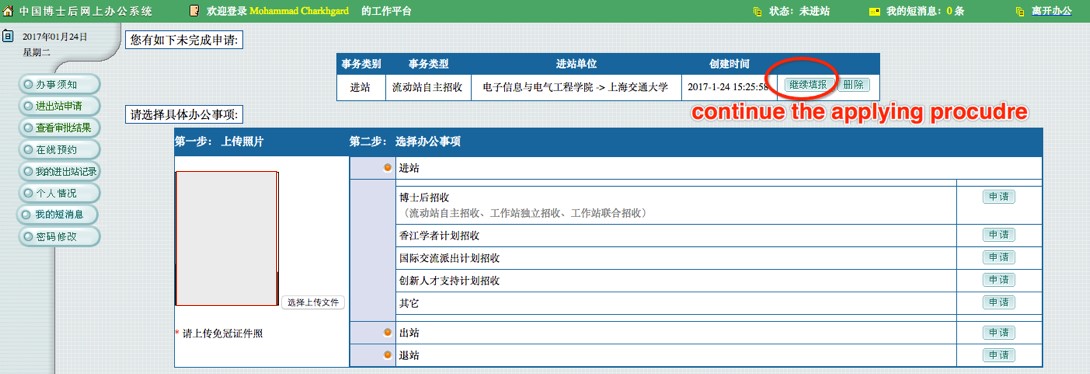 中国博士后网上办公系统 欢迎登录 Mohammad Charkhgard 的工作平台 状态：未进站 我的短消息：0 条 离开办公
2017年01月24日
星期二
办事须知
进出站申请
查看审批结果
在线预约
我的进出站记录
个人情况
我的短消息
密码修改
您有如下未完成申请:
事务类别 事务类型 进站单位 创建时间
进站 流动站自主招收 电子信息与电气工程学院 -> 上海交通大学 2017-1-24 15:25:58 继续填报 删除
continue the applying procudre
请选择具体办公事项:
第一步： 上传照片 第二步： 选择办公事项
选择上传文件
* 请上传免冠证件照
进站
博士后招收 申请
（流动站自主招收、工作站独立招收、工作站联合招收）
香江学者计划招收 申请
国际交流派出计划招收 申请
创新人才支持计划招收 申请
其它 申请
出站 申请
退站 申请